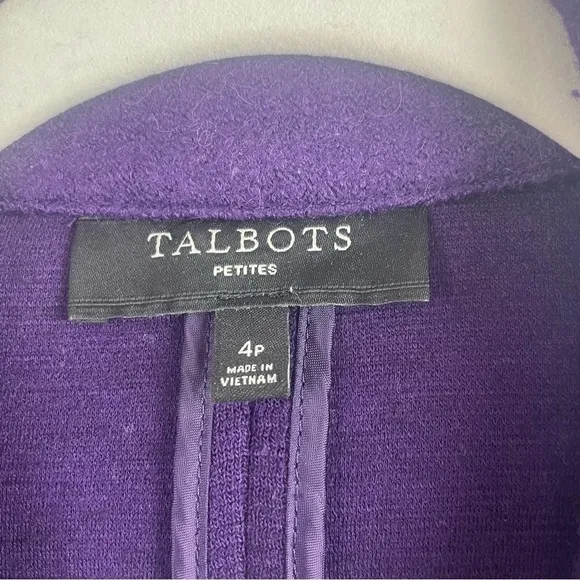 TALBOTS
PETITES
4P
MADE IN
VIETNAM